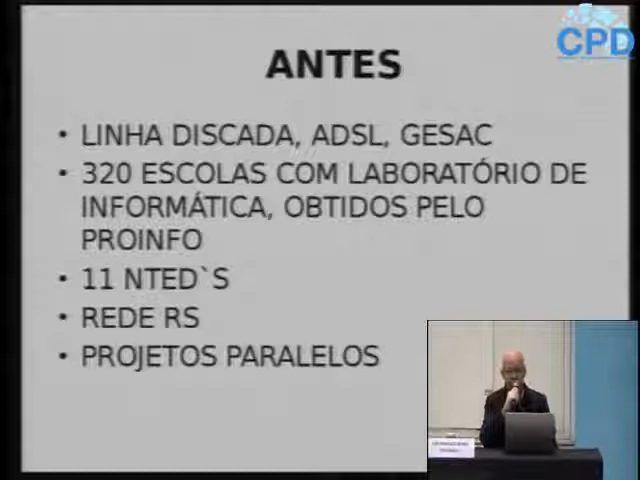 CPD
ANTES
• LINHA DISCADA, ADSL, GESAC
• 320 ESCOLAS COM LABORATÓRIO DE
INFORMÁTICA, OBTIDOS PELO
PROINFO
• 11 NTED`S
• REDE RS
• PROJETOS PARALELOS